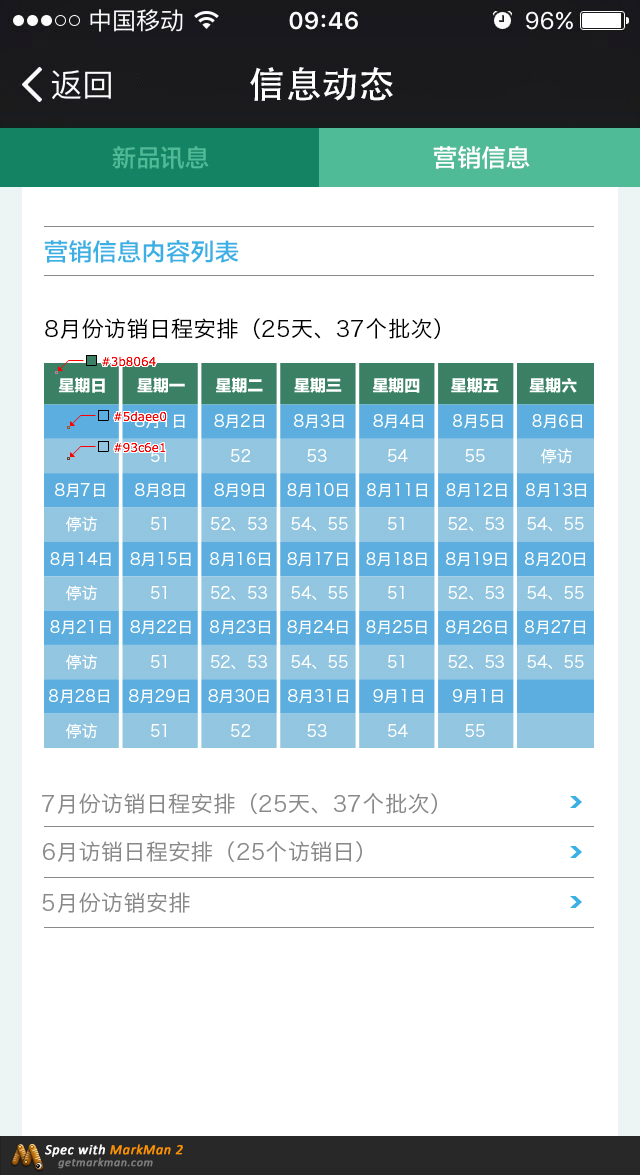 中国移动 09:46 96%
返回 信息动态
新品讯息 营销信息
营销信息内容列表
8月份访销日程安排（25天、37个批次）
#3b8064
星期日 星期一 星期二 星期三 星期四 星期五 星期六
#5daee0 8月1日 8月2日 8月3日 8月4日 8月5日 8月6日
#93c6e1 51 52 53 54 55 停访
8月7日 8月8日 8月9日 8月10日 8月11日 8月12日 8月13日
停访 51 52、53 54、55 51 52、53 54、55
8月14日 8月15日 8月16日 8月17日 8月18日 8月19日 8月20日
停访 51 52、53 54、55 51 52、53 54、55
8月21日 8月22日 8月23日 8月24日 8月25日 8月26日 8月27日
停访 51 52、53 54、55 51 52、53 54、55
8月28日 8月29日 8月30日 8月31日 9月1日 9月1日
停访 51 52 53 54 55
7月份访销日程安排（25天、37个批次）
6月访销日程安排（25个访销日）
5月份访销安排
Spec with MarkMan 2
getmarkman.com